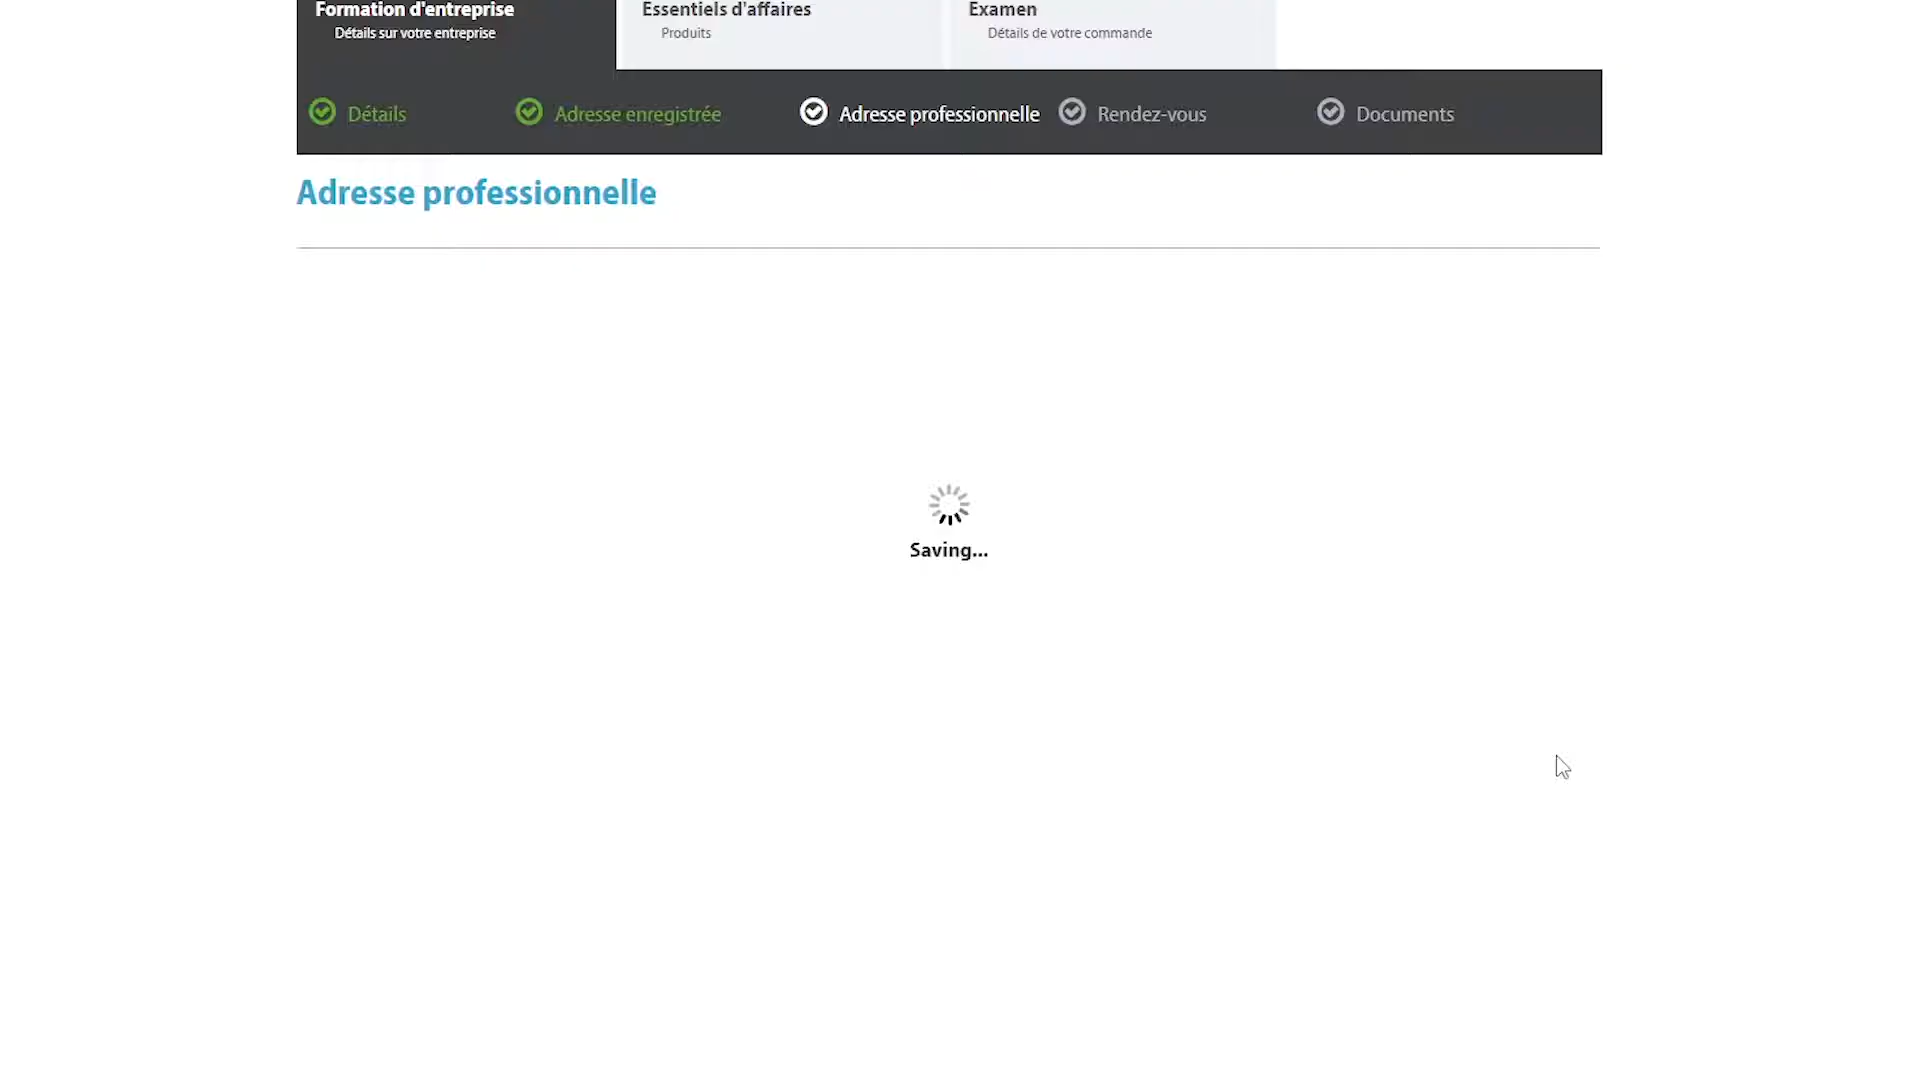 Formation d'entreprise
Détails sur votre entreprise
Essentiels d'affaires
Produits
Examen
Détails de votre commande
Détails
Adresse enregistrée
Adresse professionnelle
Rendez-vous
Documents
Adresse professionnelle
Saving...